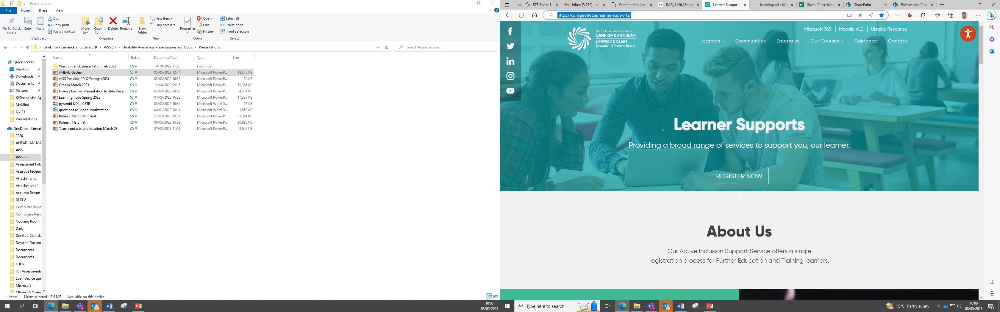 Presentations
File Home Share View
Pin to Quick access
Copy
Paste
Cut
Copy path
Paste shortcut
Clipboard
Move to
Copy to
Delete
Rename
Organize
New folder
New item
Easy access
New
Properties
Open
Edit
History
Open
Select all
Select none
Invert selection
Select
OneDrive - Limerick and Clare ETB > AISS (1) > Disability Awareness Presentations and Docs > Presentations
Search Presentations
Name Status Date modified Type Size
West Limerick presentation Feb 2022 10/10/2022 11:20 File folder
AHEAD Gather 05/05/2023 12:44 Microsoft PowerP... 18,345 KB
AISS Possible PD Offerings (003) 03/03/2022 16:35 Microsoft PowerP... 50 KB
Croom March 2023 12/04/2023 09:15 Microsoft PowerP... 19,361 KB
Diverse Learner Presentation Imelda Dece... 03/03/2023 14:45 Microsoft PowerP... 4,531 KB
Learning hubs Spring 2023 04/05/2023 16:23 Microsoft PowerP... 17,327 KB
pyramid UDL LCETB 03/03/2022 16:35 Microsoft Word D... 52 KB
questions re 'video' workstation 04/01/2023 10:14 Microsoft Word D... 1,050 KB
Raheen March 9th Final 21/03/2023 08:34 Microsoft PowerP... 23,341 KB
Raheen March 9th 08/03/2023 16:02 Microsoft PowerP... 20,995 KB
Team contacts and location March 23 27/03/2023 11:53 Microsoft PowerP... 9,042 KB
Quick access
Desktop
Downloads
Documents
Pictures
Kilfinane visit Ap
MyMind
NY 23
Presentations
OneDrive - Limeri
2020
AHEAD JAN-MA
AISS
AISS (1)
Assessment Fold
Assistive techno
Attachments
Attachments 1
Autumn Return
BETT 21
Computer Repla
Computers Reso
Cooking Room v
Daily
Desktop Cian sta
Desktop Docum
Documents
Documents 1
EDEN
ICT Assessments
Loan Device que
Microsoft
Microsoft Teams
11 items 1 item selected 17.9 MB Available on this device
10:00
08/05/2023
RTÉ Radio 1
Inbox (3,716) - cia
Competition List
IMG_1146 | Ballyb
Learner Supports
learningand skills
Social Prescribing
SharePoint
Policies and Proc
https://collegeoffet.ie/learner-supports/
Bord Oideachais & Oiliúna
LUIMNIGH & AN CHLÁIR
LIMERICK & CLARE
Education & Training Board
Microsoft 365 Moodle VLE Ukraine Response
Learners Communities Enterprise Our Courses Guidance Contact
Learner Supports
Providing a broad range of services to support you, our learner.
REGISTER NOW
About Us
Our Active Inclusion Support Service offers a single
registration process for Further Education and Training learners.
Type here to search
15°C Partly sunny
10:00
08/05/2023
13